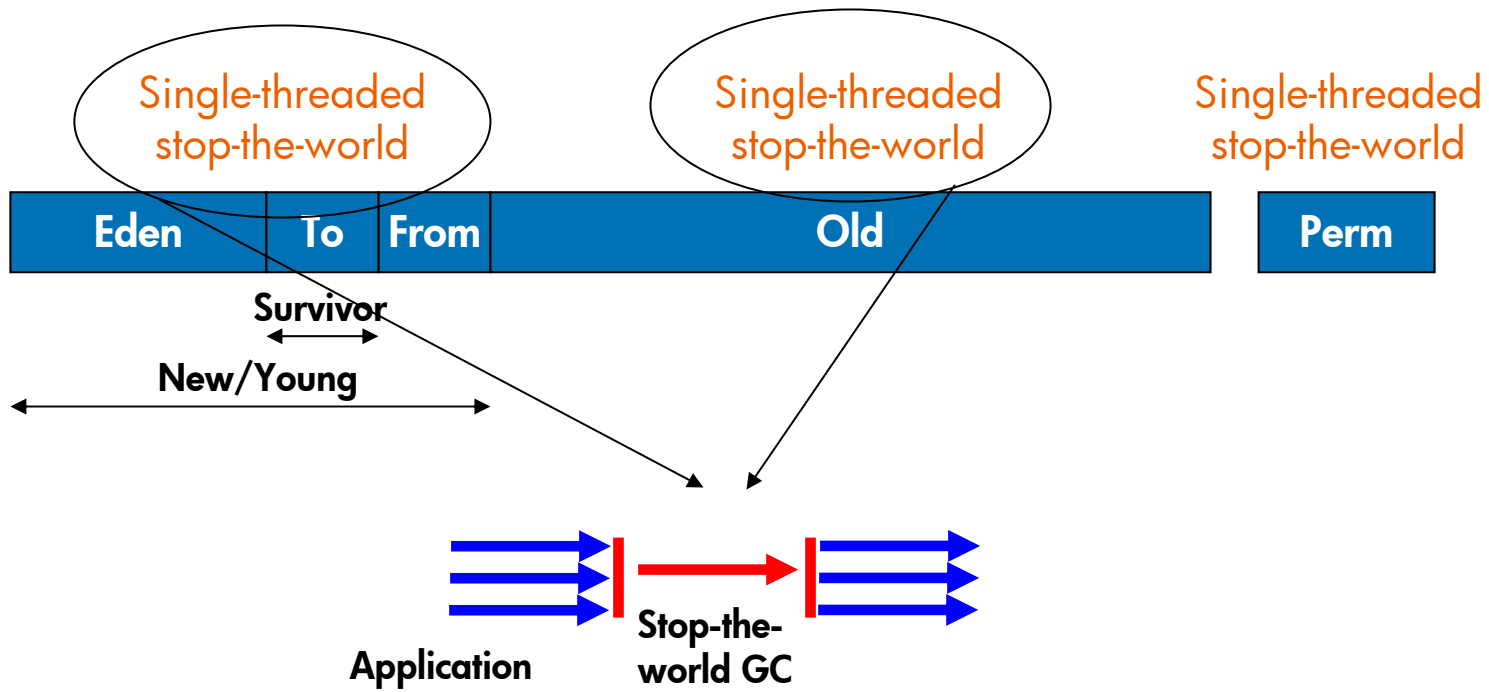 Single-threaded
stop-the-world
Single-threaded
stop-the-world
Single-threaded
stop-the-world
Eden
To
From
Old
Perm
Survivor
New/Young
Application
Stop-the-
world GC